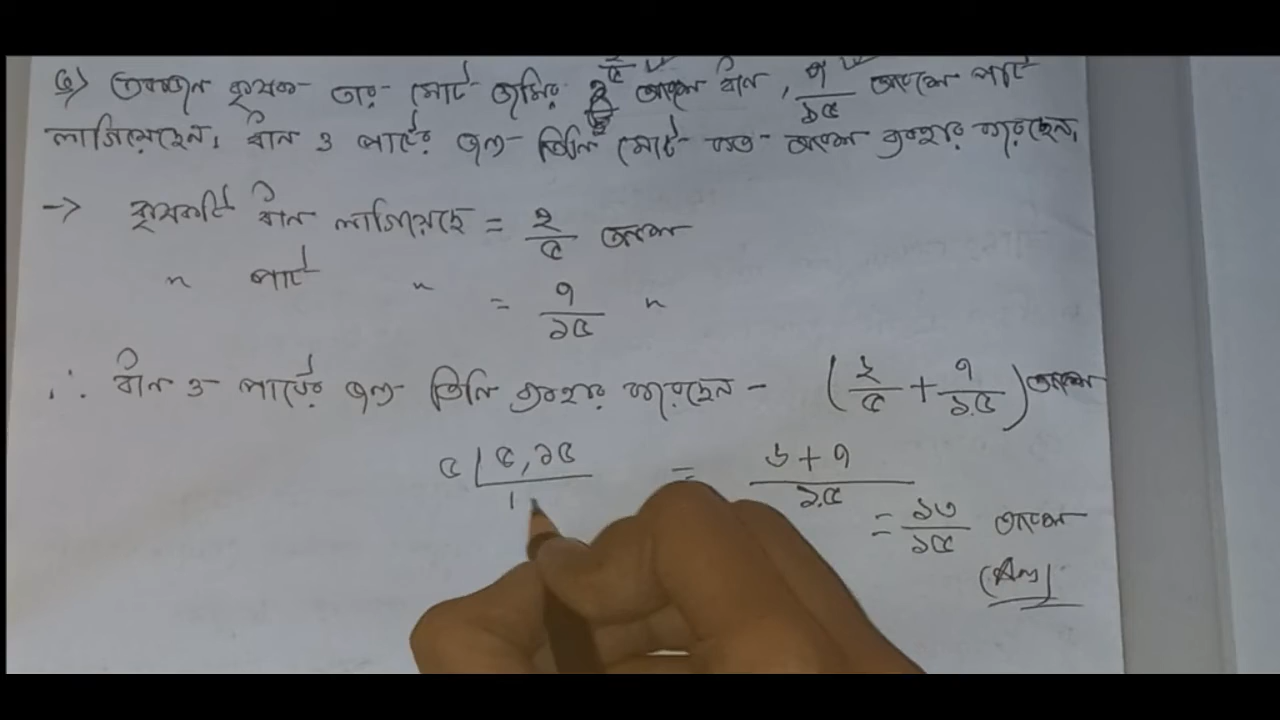 ৫) একজন কৃষক তার মোট জমির ২/৫ অংশে ধান, ৭/১৫ অংশে পাট
লাগিয়েছেন। ধান ও পাটের জন্য তিনি মোট কত অংশ ব্যবহার করেছেন।
-> কৃষকটি ধান লাগিয়েছে = ২/৫ অংশে
" পাট " = ৭/১৫ "
∴ ধান ও পাটের জন্য তিনি ব্যবহার করেছেন - (২/৫ + ৭/১৫) অংশ
৫ | ৫, ১৫
= ৬ + ৭ / ১৫
= ১৩/১৫ অংশ
(Ans)